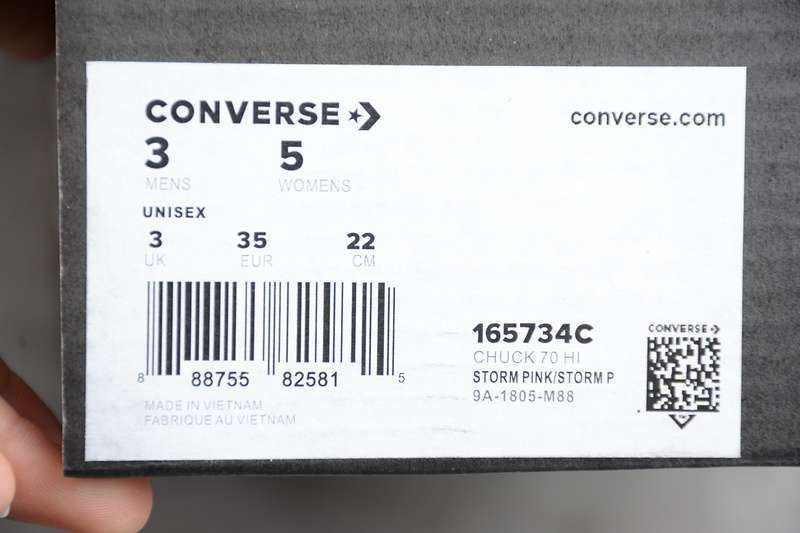 CONVERSE
converse.com
3 5
MENS WOMENS
UNISEX
3 35 22
UK EUR CM
8 88755 82581 5
165734C
CHUCK 70 HI
STORM PINK/STORM P
9A-1805-M88
CONVERSE
MADE IN VIETNAM
FABRIQUE AU VIETNAM